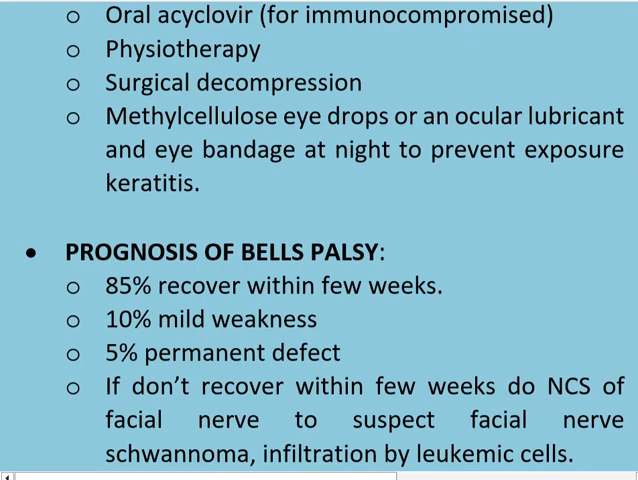 o Oral acyclovir (for immunocompromised)
o Physiotherapy
o Surgical decompression
o Methylcellulose eye drops or an ocular lubricant
and eye bandage at night to prevent exposure
keratitis.
• PROGNOSIS OF BELLS PALSY:
o 85% recover within few weeks.
o 10% mild weakness
o 5% permanent defect
o If don’t recover within few weeks do NCS of
facial nerve to suspect facial nerve
schwannoma, infiltration by leukemic cells.